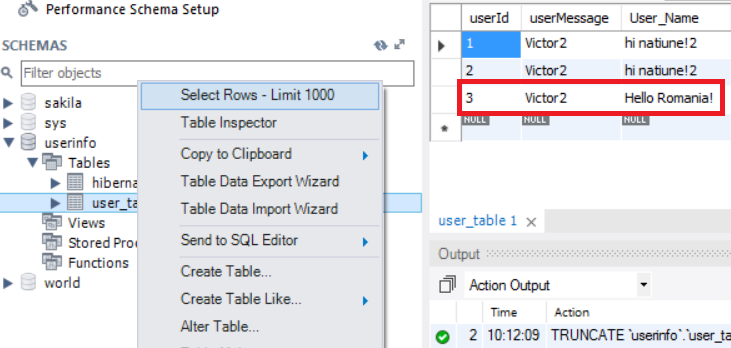 Performance Schema Setup
SCHEMAS
Filter objects
sakila
sys
userinfo
Tables
hiberna
user_ta
Views
Stored Proc
Functions
world
Select Rows - Limit 1000
Table Inspector
Copy to Clipboard
Table Data Export Wizard
Table Data Import Wizard
Send to SQL Editor
Create Table...
Create Table Like...
Alter Table...
userId userMessage User_Name
1 Victor2 hi natiune!2
2 Victor2 hi natiune!2
3 Victor2 Hello Romania!
NULL NULL NULL
user_table 1
Output
Action Output
Time Action
2 10:12:09 TRUNCATE `userinfo`.`user_ta